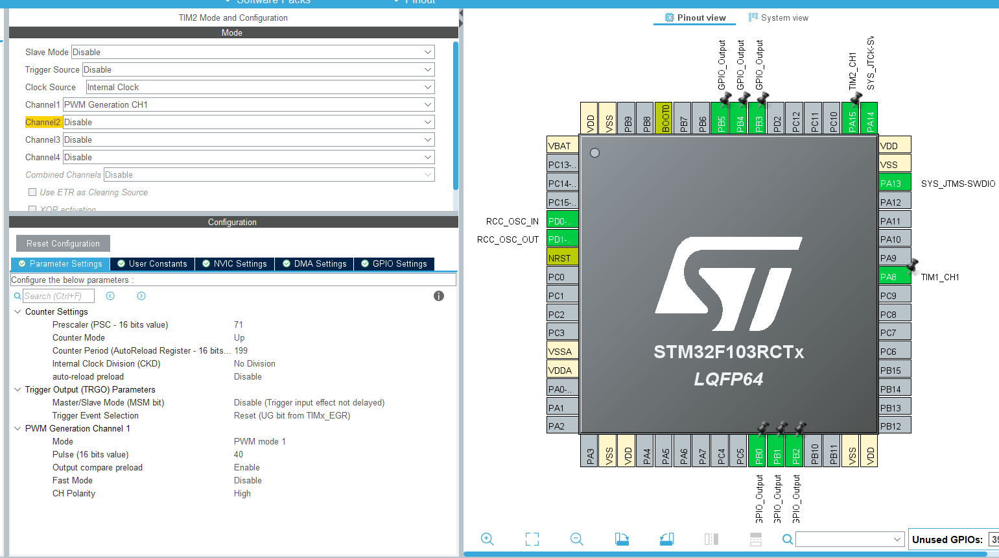 Software Packs
Pinout
TIM2 Mode and Configuration
Mode
Slave Mode Disable
Trigger Source Disable
Clock Source Internal Clock
Channel1 PWM Generation CH1
Channel2 Disable
Channel3 Disable
Channel4 Disable
Combined Channels Disable
Use ETR as Clearing Source
XOR activation
Configuration
Reset Configuration
Parameter Settings
User Constants
NVIC Settings
DMA Settings
GPIO Settings
Configure the below parameters :
Search (Ctrl+F)
Counter Settings
Prescaler (PSC - 16 bits value) 71
Counter Mode Up
Counter Period (AutoReload Register - 16 bits... 199
Internal Clock Division (CKD) No Division
auto-reload preload Disable
Trigger Output (TRGO) Parameters
Master/Slave Mode (MSM bit) Disable (Trigger input effect not delayed)
Trigger Event Selection Reset (UG bit from TIMx_EGR)
PWM Generation Channel 1
Mode PWM mode 1
Pulse (16 bits value) 40
Output compare preload Enable
Fast Mode Disable
CH Polarity High
Pinout view
System view
GPIO_Output
GPIO_Output
GPIO_Output
TIM2_CH1
SYS_JTCK-SV
VDD
VSS
PB9
PB8
BOOT0
PB7
PB6
PB5
PB4
PB3
PD2
PC12
PC11
PC10
PA15
PA14
VBAT
PC13-..
PC14-..
PC15-..
RCC_OSC_IN PD0-..
RCC_OSC_OUT PD1-..
NRST
PC0
PC1
PC2
PC3
VSSA
VDDA
PA0-..
PA1
PA2
STM32F103RCTx
LQFP64
VDD
VSS
PA13 SYS_JTMS-SWDIO
PA12
PA11
PA10
PA9
PA8 TIM1_CH1
PC9
PC8
PC7
PC6
PB15
PB14
PB13
PB12
PA3
VSS
VDD
PA4
PA5
PA6
PA7
PC4
PC5
PB0
PB1
PB2
PB10
PB11
VSS
VDD
GPIO_Output
GPIO_Output
GPIO_Output
Unused GPIOs: 39